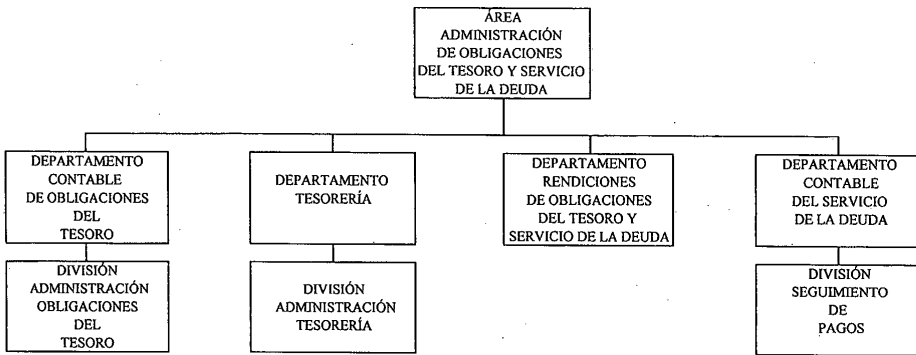 ÁREA
ADMINISTRACIÓN
DE OBLIGACIONES
DEL TESORO Y SERVICIO
DE LA DEUDA
DEPARTAMENTO
CONTABLE
DE OBLIGACIONES
DEL
TESORO
DEPARTAMENTO
TESORERÍA
DEPARTAMENTO
RENDICIONES
DE OBLIGACIONES
DEL TESORO Y
SERVICIO DE LA DEUDA
DEPARTAMENTO
CONTABLE
DEL SERVICIO
DE LA DEUDA
DIVISIÓN
ADMINISTRACIÓN
OBLIGACIONES
DEL
TESORO
DIVISIÓN
ADMINISTRACIÓN
TESORERÍA
DIVISIÓN
SEGUIMIENTO
DE
PAGOS